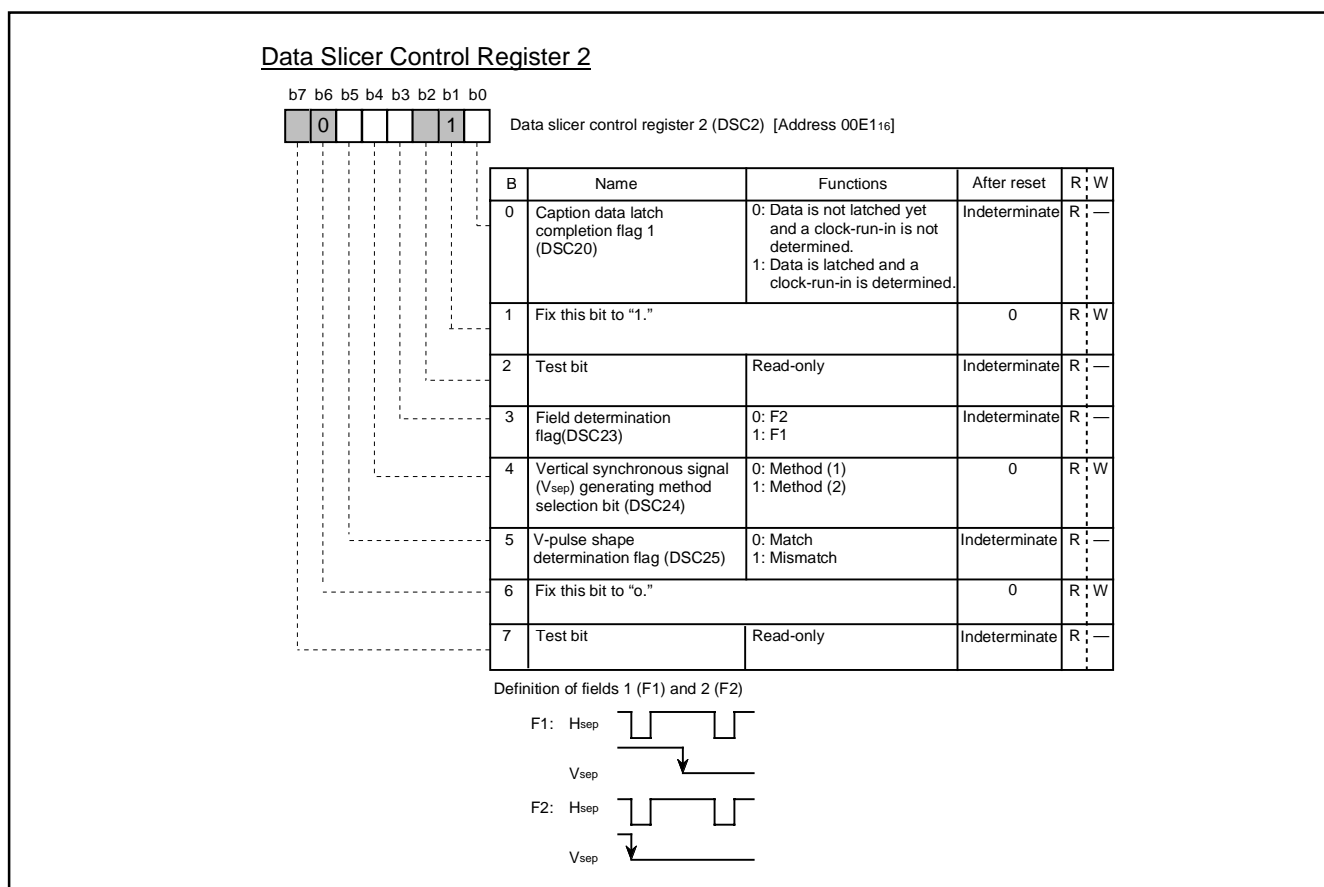 Data Slicer Control Register 2
b7 b6 b5 b4 b3 b2 b1 b0
0 1
Data slicer control register 2 (DSC2) [Address 00E116]
B Name Functions After reset R W
0 Caption data latch completion flag 1 (DSC20) 0: Data is not latched yet and a clock-run-in is not determined. 1: Data is latched and a clock-run-in is determined. Indeterminate R —
1 Fix this bit to “1.” 0 R W
2 Test bit Read-only Indeterminate R —
3 Field determination flag(DSC23) 0: F2 1: F1 Indeterminate R —
4 Vertical synchronous signal (Vsep) generating method selection bit (DSC24) 0: Method (1) 1: Method (2) 0 R W
5 V-pulse shape determination flag (DSC25) 0: Match 1: Mismatch Indeterminate R —
6 Fix this bit to “o.” 0 R W
7 Test bit Read-only Indeterminate R —
Definition of fields 1 (F1) and 2 (F2)
F1: Hsep
Vsep
F2: Hsep
Vsep